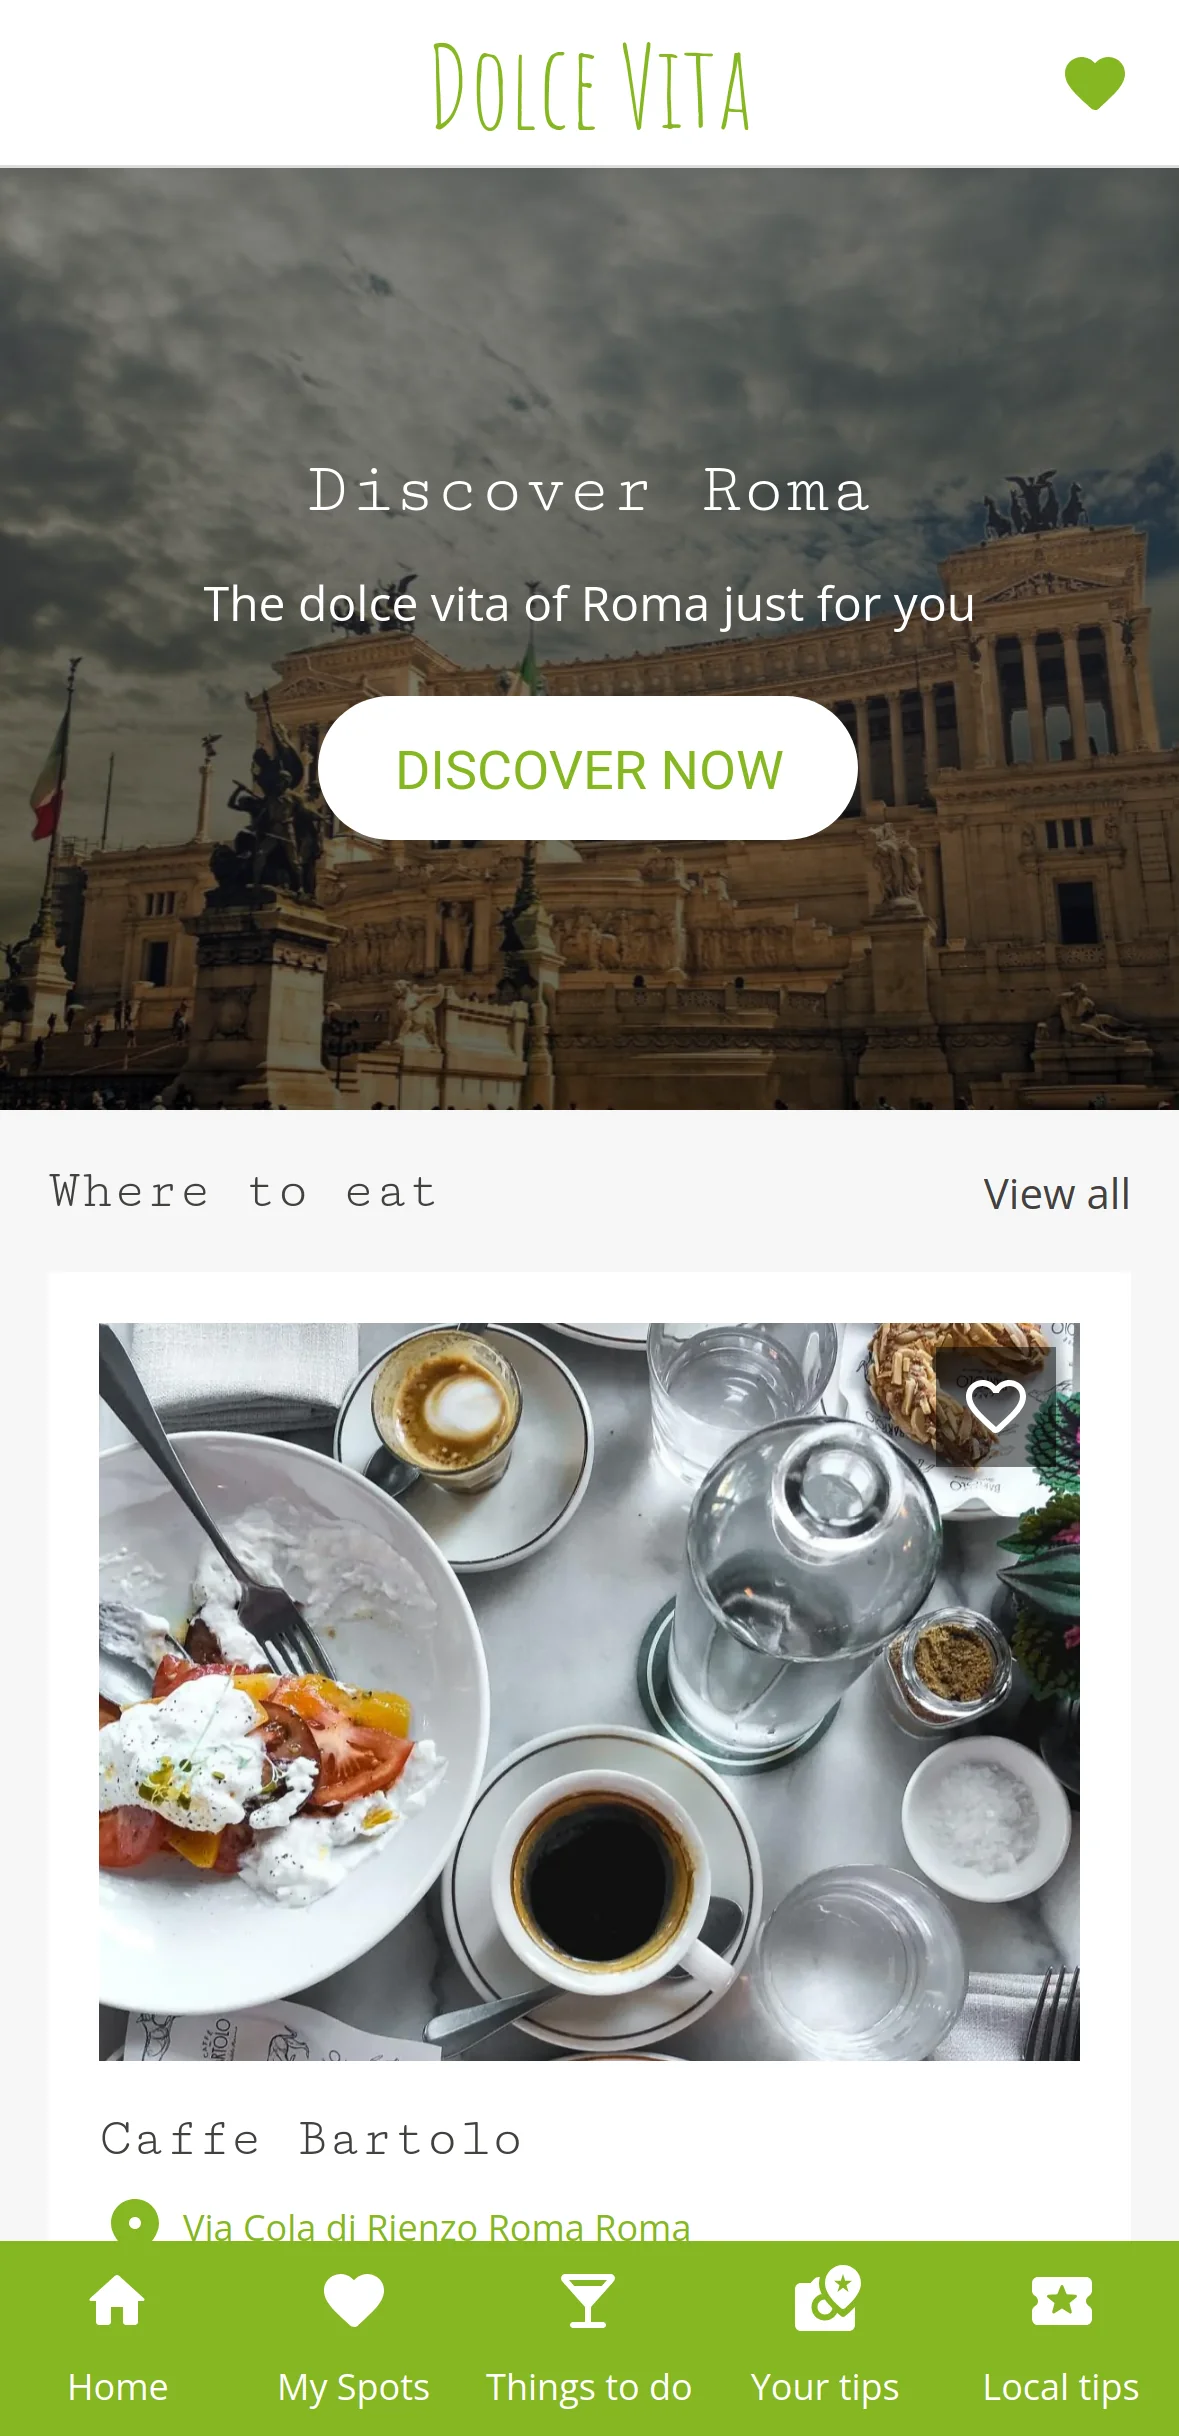 DOLCE VITA
Discover Roma
The dolce vita of Roma just for you
DISCOVER NOW
Where to eat
View all
Caffe Bartolo
Via Cola di Rienzo Roma Roma
Home
My Spots
Things to do
Your tips
Local tips